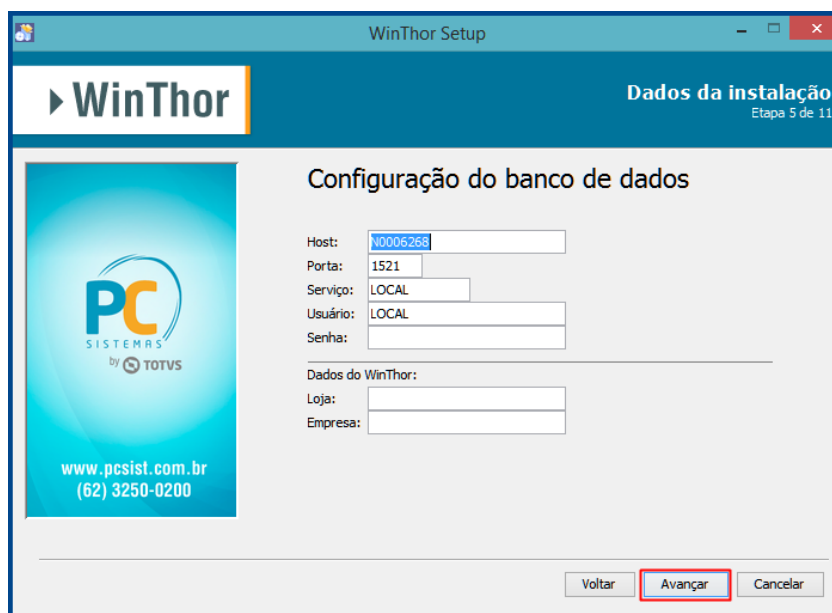 WinThor Setup
WinThor
Dados da instalação
Etapa 5 de 11
PC
SISTEMAS
by TOTVS
www.pcsist.com.br
(62) 3250-0200
Configuração do banco de dados
Host: N0006268
Porta: 1521
Serviço: LOCAL
Usuário: LOCAL
Senha:
Dados do WinThor:
Loja:
Empresa:
Voltar Avançar Cancelar